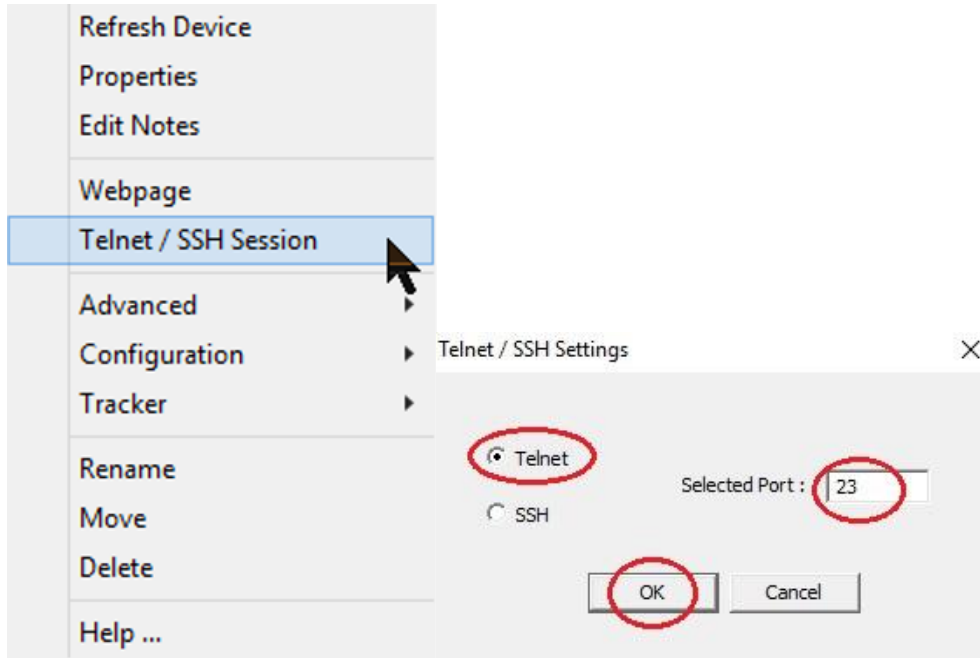 Refresh Device
Properties
Edit Notes
Webpage
Telnet / SSH Session
Advanced
Configuration
Tracker
Rename
Move
Delete
Help ...
Telnet / SSH Settings
Telnet
Selected Port : 23
SSH
OK Cancel